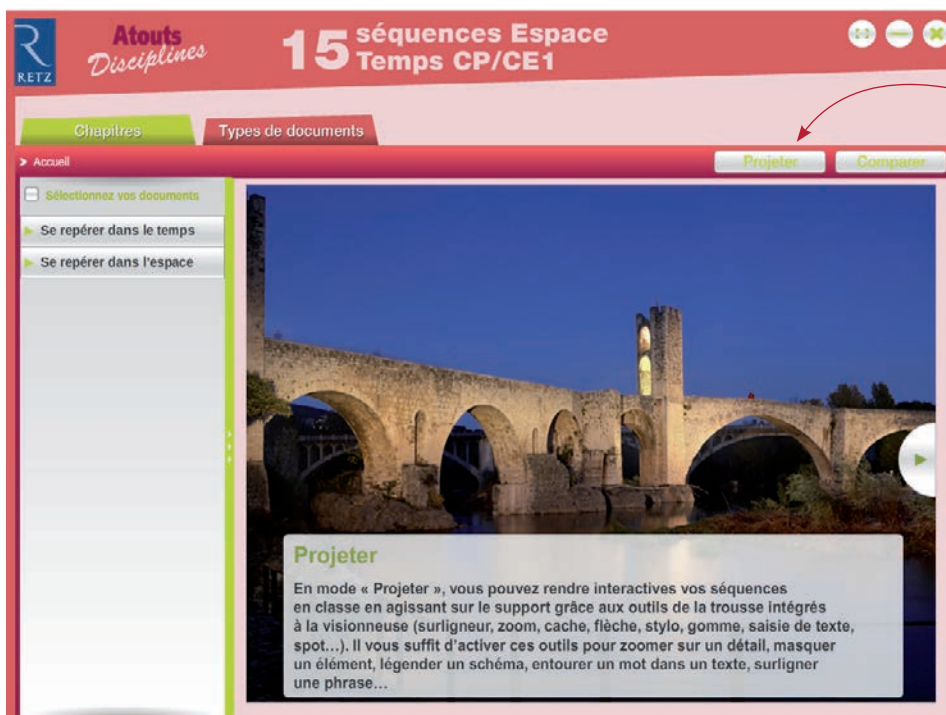 RETZ
Atouts
Disciplines
15 séquences Espace
Temps CP/CE1
Chapitres
Types de documents
> Accueil
Projeter
Comparer
Sélectionnez vos documents
Se repérer dans le temps
Se repérer dans l'espace
Projeter
En mode « Projeter », vous pouvez rendre interactives vos séquences
en classe en agissant sur le support grâce aux outils de la trousse intégrés
à la visionneuse (surligneur, zoom, cache, flèche, stylo, gomme, saisie de texte,
spot…). Il vous suffit d'activer ces outils pour zoomer sur un détail, masquer
un élément, légender un schéma, entourer un mot dans un texte, surligner
une phrase…